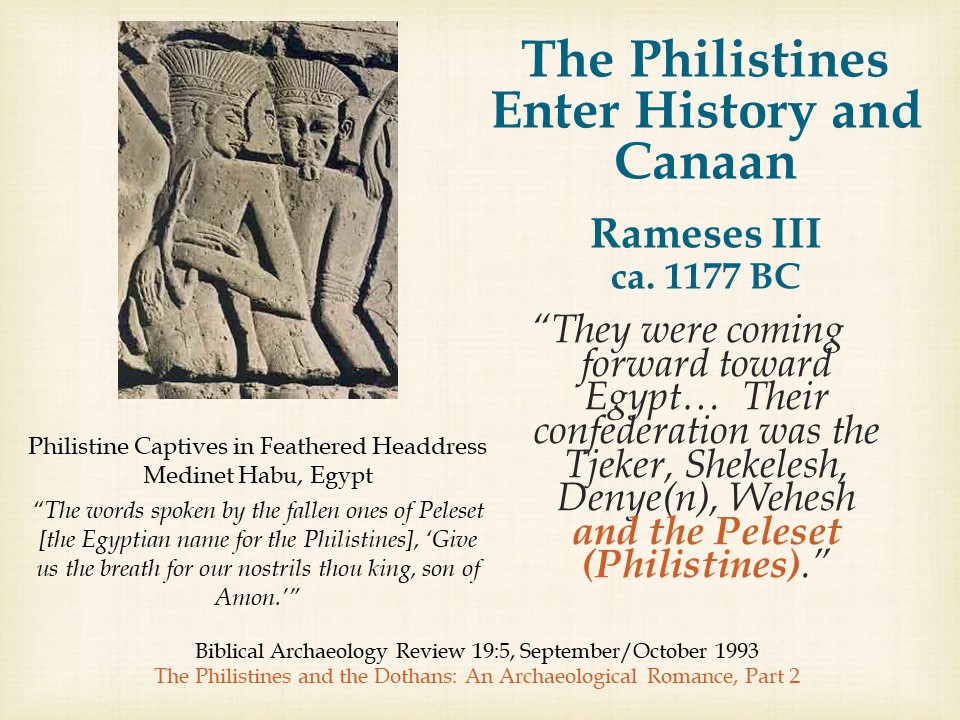 The Philistines
Enter History and
Canaan
Rameses III
ca. 1177 BC
“They were coming
forward toward
Egypt… Their
confederation was the
Tjeker, Shekelesh,
Denye(n), Wehesh
and the Peleset
(Philistines).”
Philistine Captives in Feathered Headdress
Medinet Habu, Egypt
“The words spoken by the fallen ones of Peleset
[the Egyptian name for the Philistines], ‘Give
us the breath for our nostrils thou king, son of
Amon.’”
Biblical Archaeology Review 19:5, September/October 1993
The Philistines and the Dothans: An Archaeological Romance, Part 2